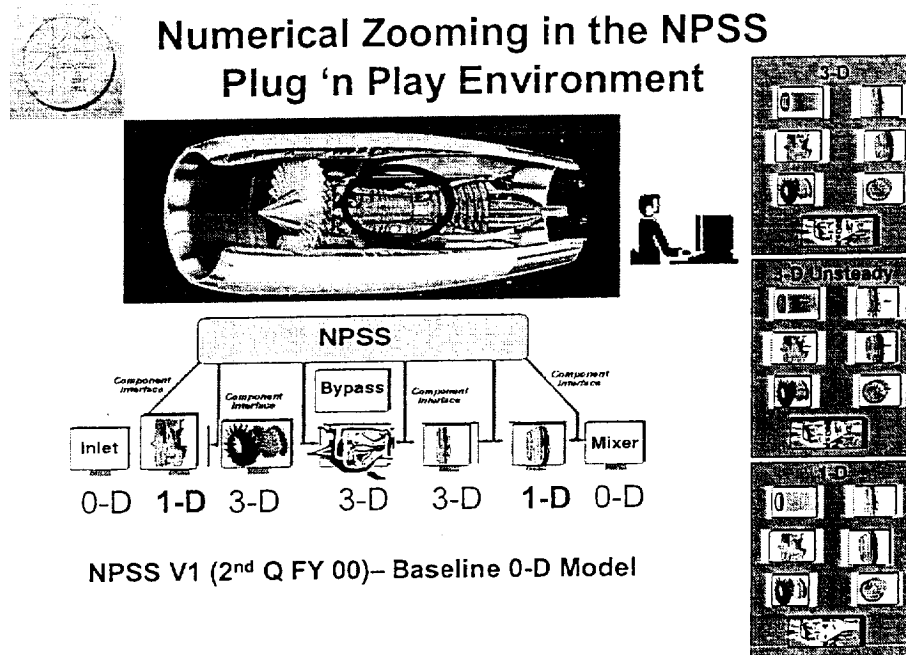 Numerical Zooming in the NPSS
Plug 'n Play Environment
3-D
3-D Unsteady
1-D
NPSS
Component
Interface
Component
Interface
Bypass
Component
Interface
Component
Interface
Inlet
Mixer
0-D 1-D 3-D 3-D 3-D 1-D 0-D
NPSS V1 (2nd Q FY 00)– Baseline 0-D Model